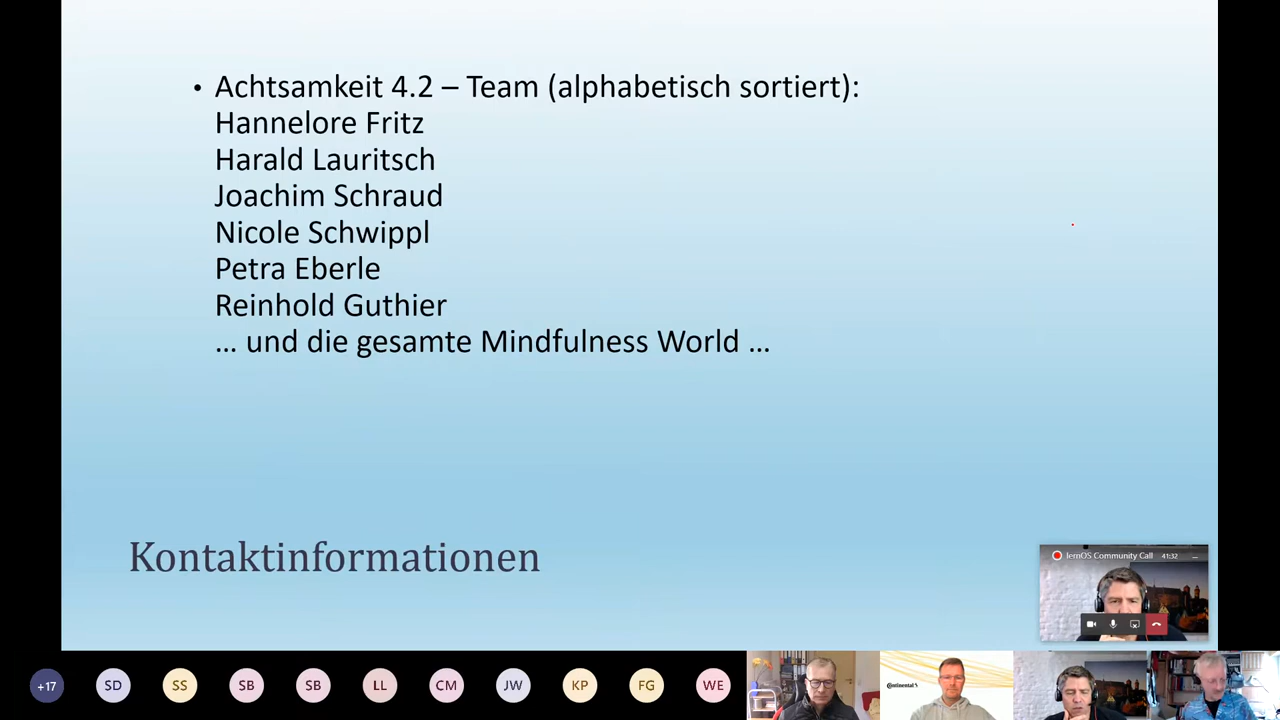 • Achtsamkeit 4.2 – Team (alphabetisch sortiert):
Hannelore Fritz
Harald Lauritsch
Joachim Schraud
Nicole Schwippl
Petra Eberle
Reinhold Guthier
... und die gesamte Mindfulness World ...
Kontaktinformationen
lernOS Community Call 41:32
+17 SD SS SB SB LL CM JW KP FG WE
Continental